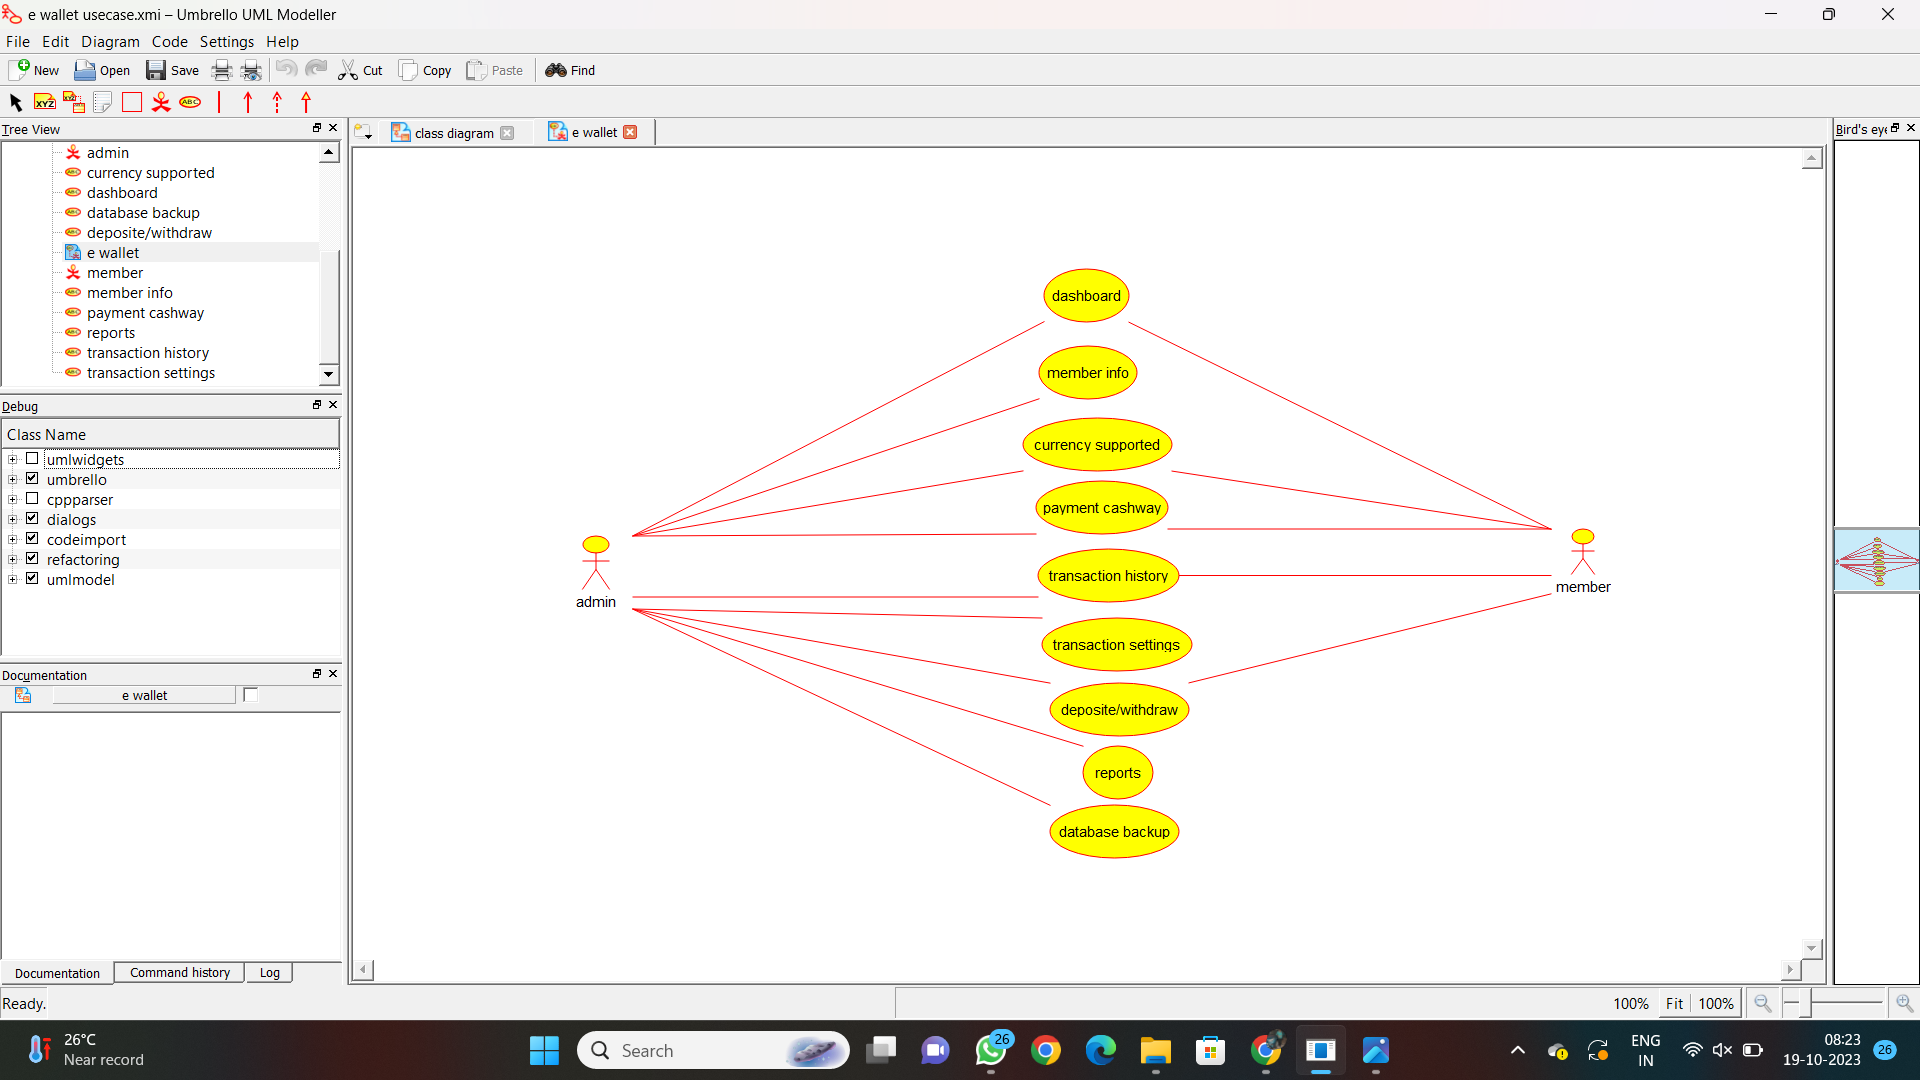 e wallet usecase.xmi – Umbrello UML Modeller
File Edit Diagram Code Settings Help
New Open Save Cut Copy Paste Find
XYZ XYZ ABC
Tree View
admin
currency supported
dashboard
database backup
deposite/withdraw
e wallet
member
member info
payment cashway
reports
transaction history
transaction settings
Debug
Class Name
umlwidgets
umbrello
cppparser
dialogs
codeimport
refactoring
umlmodel
Documentation
e wallet
Documentation Command history Log
class diagram e wallet
dashboard
member info
currency supported
payment cashway
transaction history
transaction settings
deposite/withdraw
reports
database backup
admin
member
Bird's eye
Ready.
100% Fit 100%
26°C
Near record
Search
26
ENG
IN
08:23
19-10-2023
26